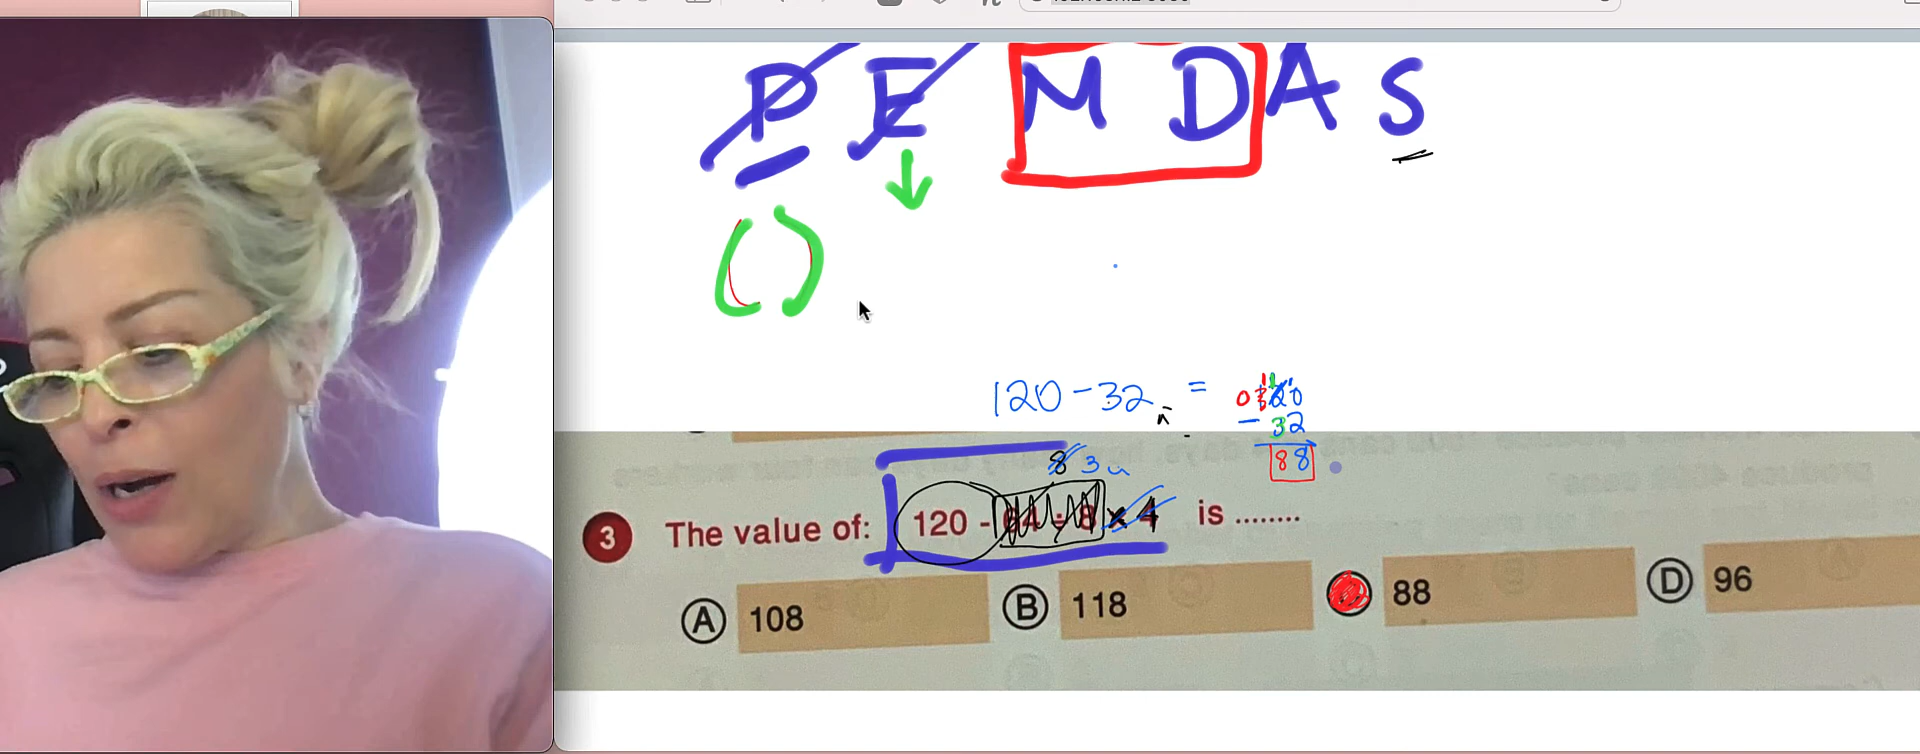 P E M D A S
( )
120 - 32 =
120
- 32
88
8 32
3 The value of: 120 - 64 ÷ 8 × 4 is ........
A 108 B 118 88 D 96